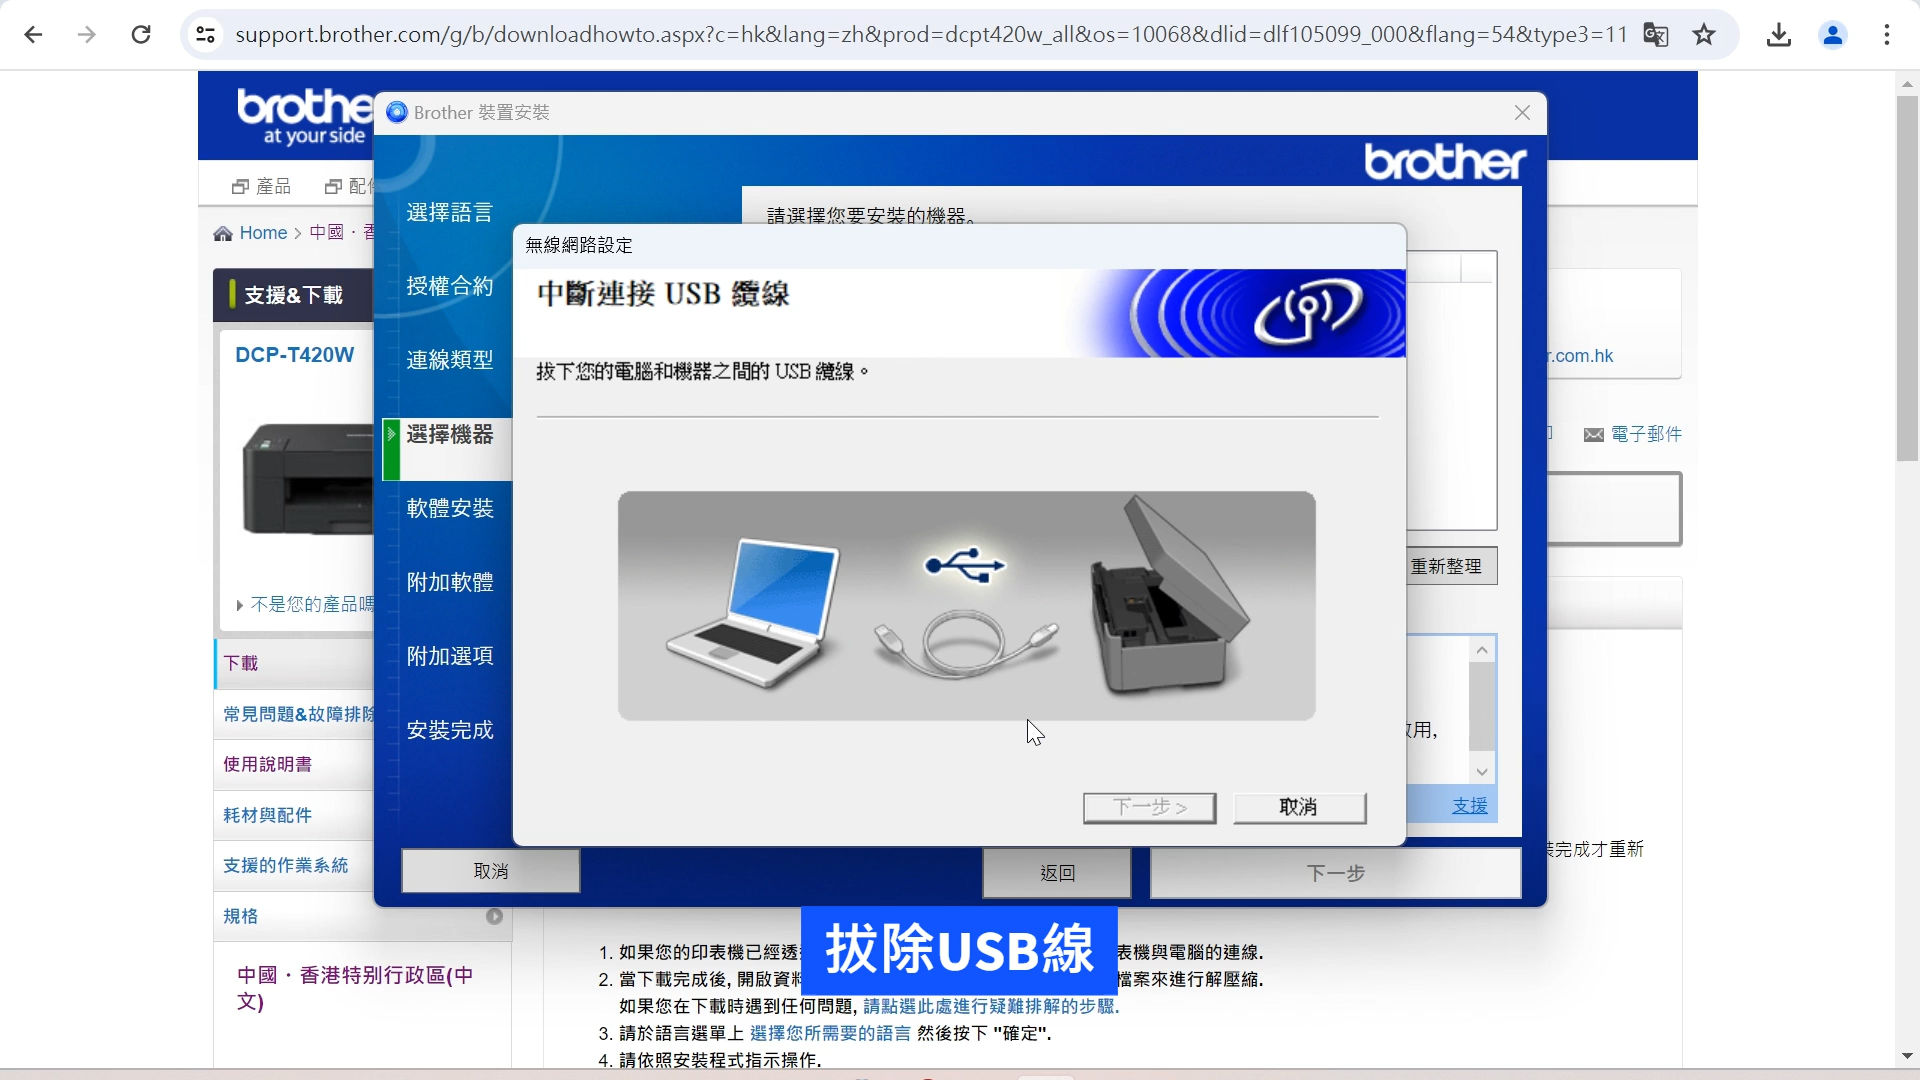 support.brother.com/g/b/downloadhowto.aspx?c=hk&lang=zh&prod=dcpt420w_all&os=10068&dlid=dlf105099_000&flang=54&type3=11
brothe
at your side
Brother 裝置安裝
brother
產品
Home > 中國・
支援&下載
DCP-T420W
不是您的產品
下載
常見問題&故障排
使用說明書
耗材與配件
支援的作業系統
規格
中國・香港特别行政區(中
文)
選擇語言
授權合約
連線類型
選擇機器
軟體安裝
附加軟體
附加選項
安裝完成
請選擇您要安裝的機器。
無線網路設定
中斷連接 USB 纜線
拔下您的電腦和機器之間的 USB 纜線。
下一步 >
取消
r.com.hk
電子郵件
重新整理
用,
支援
完成才重新
取消
返回
下一步
拔除USB線
1. 如果您的印表機已經透
表機與電腦的連線.
2. 當下載完成後, 開啟資
檔案來進行解壓縮.
如果您在下載時遇到任何問題, 請點選此處進行疑難排解的步驟.
3. 請於語言選單上 選擇您所需要的語言 然後按下 "確定".
4. 請依照安裝程式指示操作.